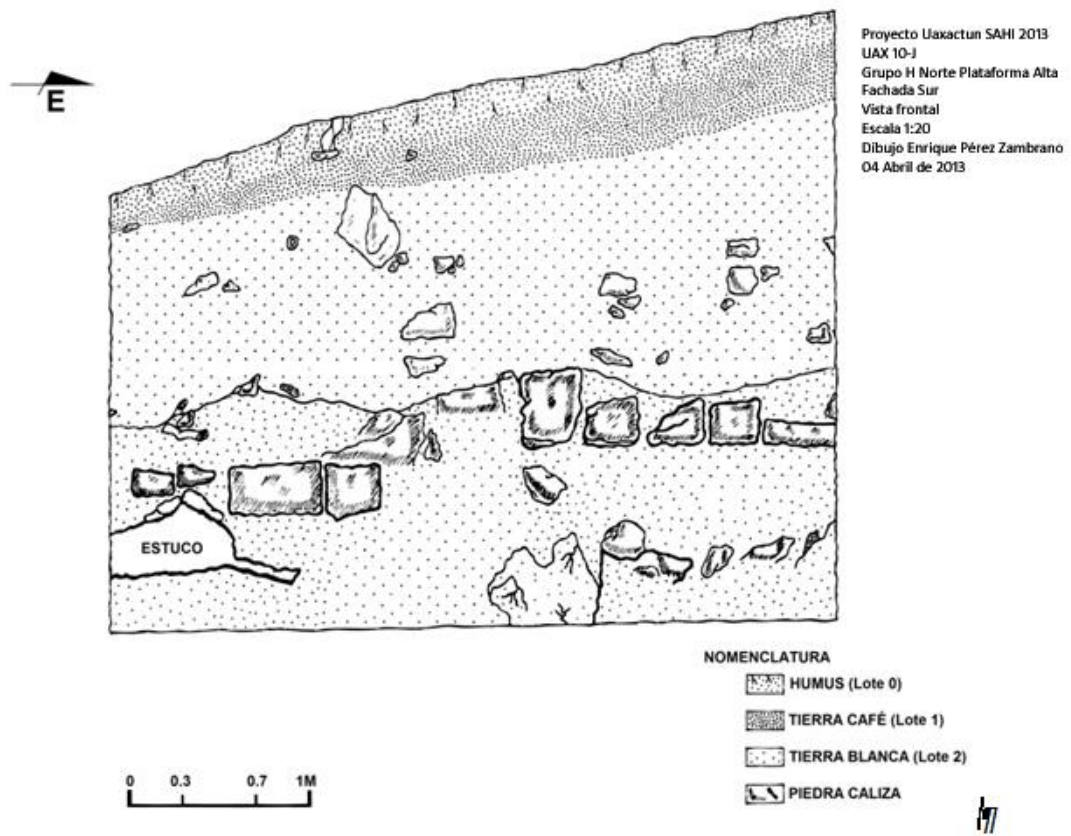 Proyecto Uaxactun SAHI 2013
UAX 10-J
Grupo H Norte Plataforma Alta
Fachada Sur
Vista frontal
Escala 1:20
Dibujo Enrique Pérez Zambrano
04 Abril de 2013
E
ESTUCO
NOMENCLATURA
HUMUS (Lote 0)
TIERRA CAFÉ (Lote 1)
TIERRA BLANCA (Lote 2)
PIEDRA CALIZA
0 0.3 0.7 1M